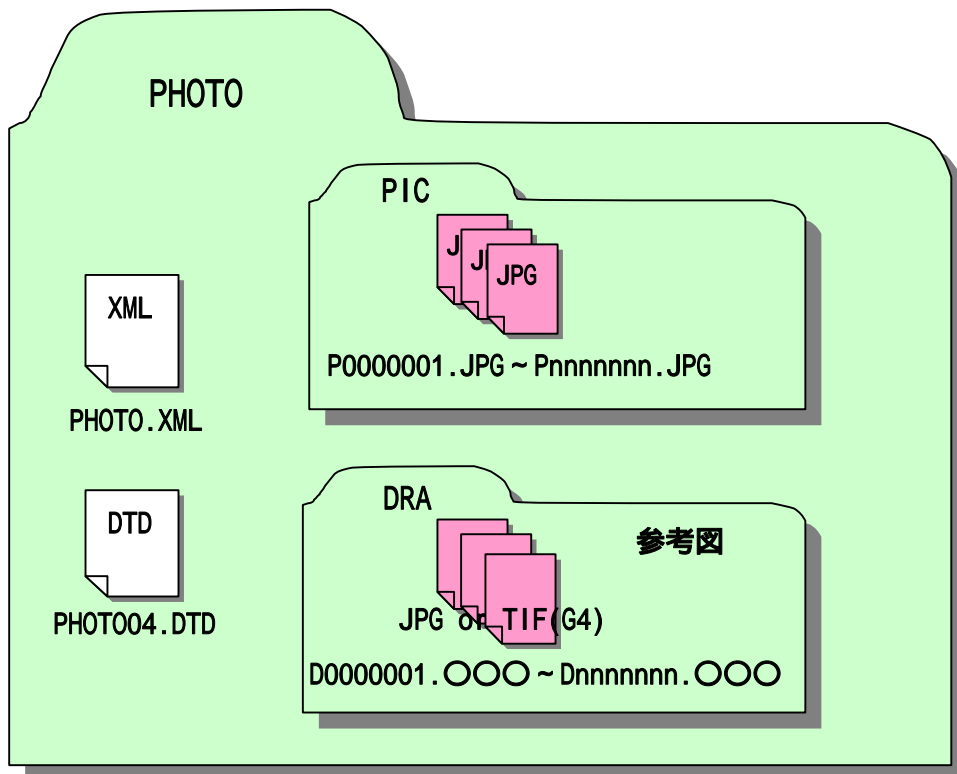 PHOTO
PIC
J
JP
JPG
P0000001.JPG～Pnnnnnnn.JPG
XML
PHOTO.XML
DRA
参考図
JPG or TIF(G4)
D0000001.○○○～Dnnnnnnn.○○○
DTD
PHOTO04.DTD